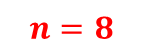 n = 8